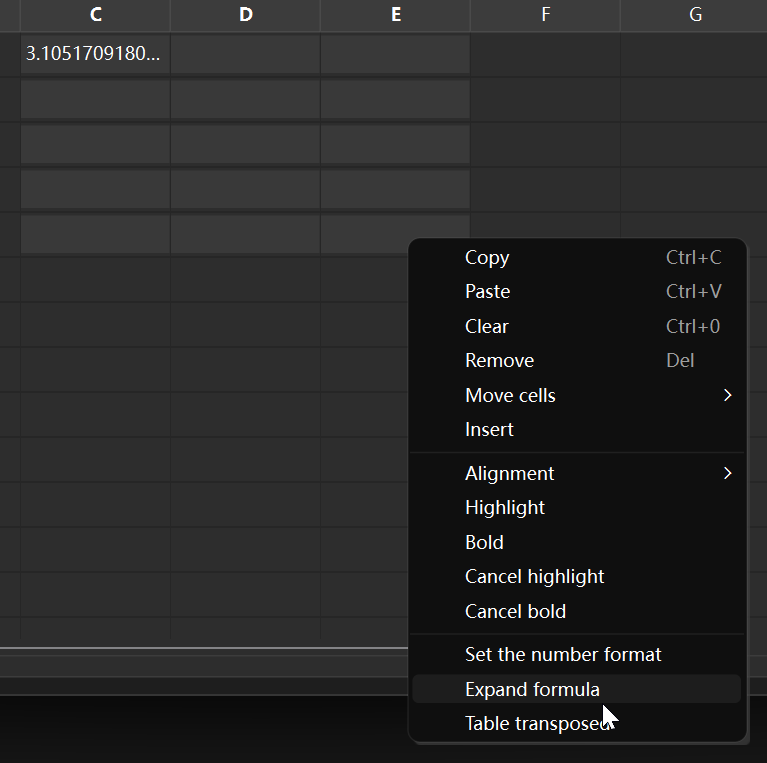 C D E F G
3.1051709180...
Copy Ctrl+C
Paste Ctrl+V
Clear Ctrl+0
Remove Del
Move cells
Insert
Alignment
Highlight
Bold
Cancel highlight
Cancel bold
Set the number format
Expand formula
Table transposed